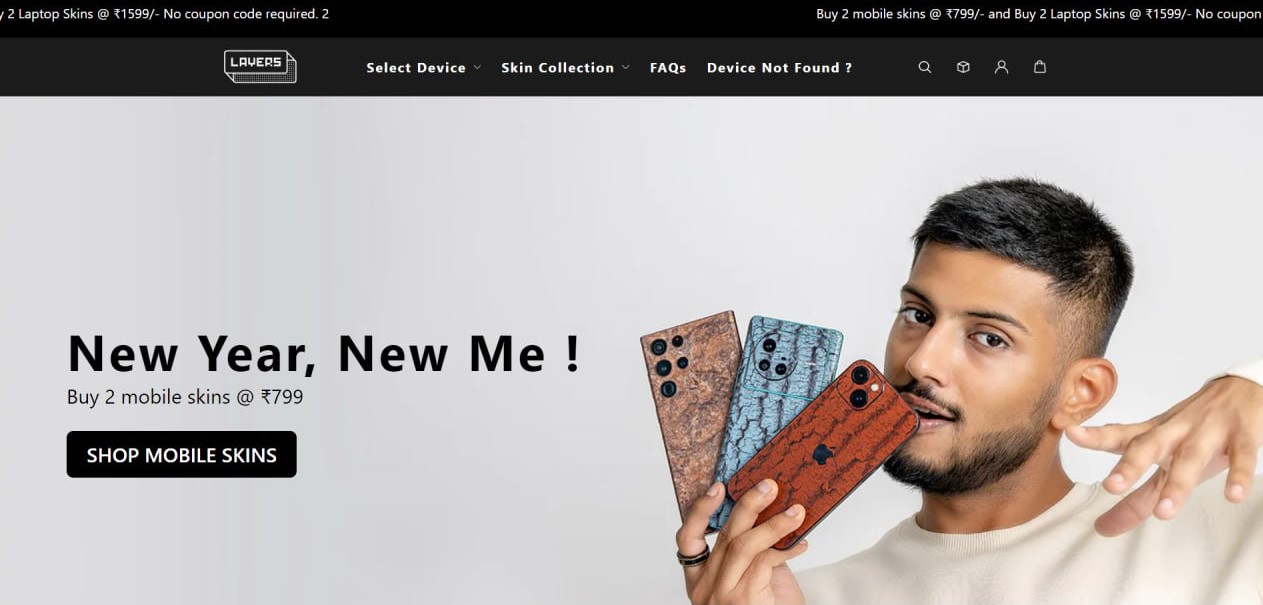 y 2 Laptop Skins @ ₹1599/- No coupon code required. 2
Buy 2 mobile skins @ ₹799/- and Buy 2 Laptop Skins @ ₹1599/- No coupon
LAYERS
Select Device
Skin Collection
FAQs
Device Not Found ?
New Year, New Me !
Buy 2 mobile skins @ ₹799
SHOP MOBILE SKINS